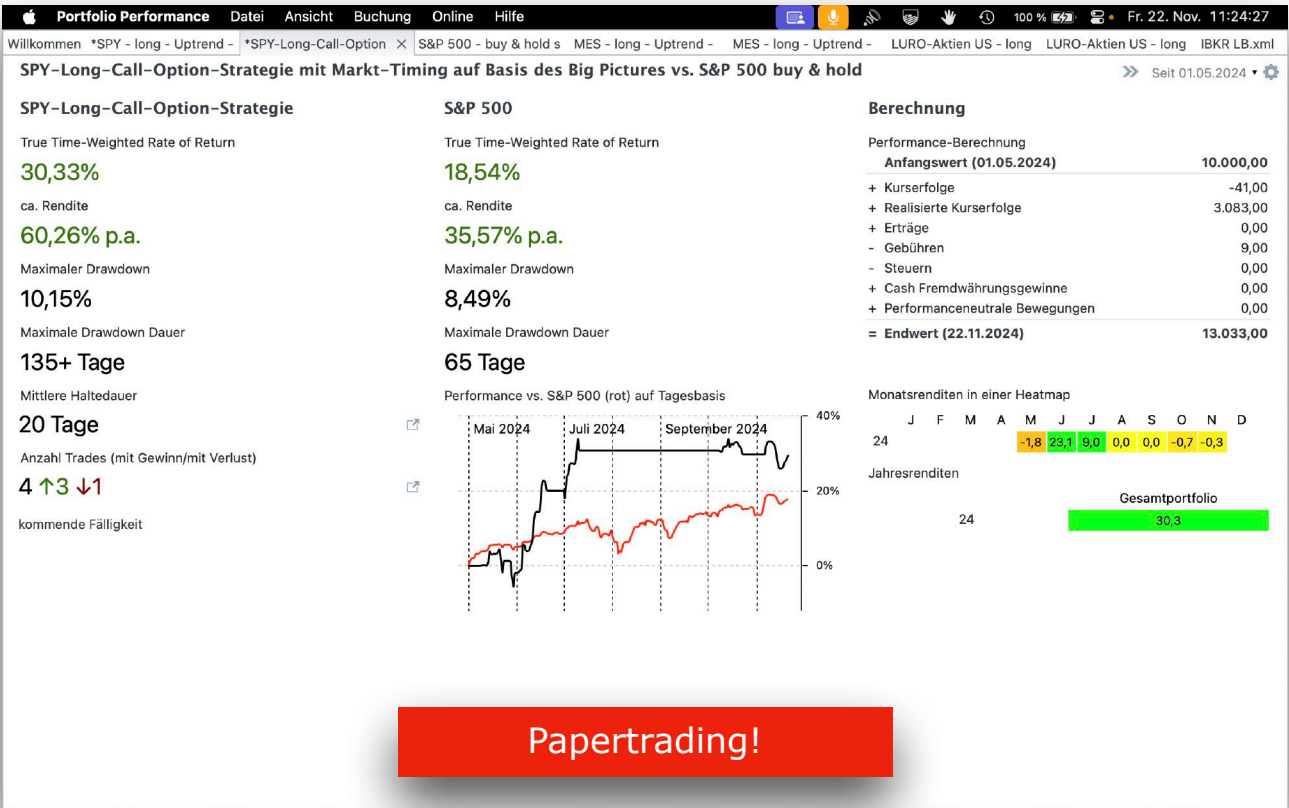 Portfolio Performance Datei Ansicht Buchung Online Hilfe 100 % Fr. 22. Nov. 11:24:27
Willkommen *SPY - long - Uptrend - *SPY-Long-Call-Option × S&P 500 - buy & hold s MES - long - Uptrend - MES - long - Uptrend - LURO-Aktien US - long LURO-Aktien US - long IBKR LB.xml
SPY-Long-Call-Option-Strategie mit Markt-Timing auf Basis des Big Pictures vs. S&P 500 buy & hold
Seit 01.05.2024
SPY-Long-Call-Option-Strategie
True Time-Weighted Rate of Return
30,33%
ca. Rendite
60,26% p.a.
Maximaler Drawdown
10,15%
Maximale Drawdown Dauer
135+ Tage
Mittlere Haltedauer
20 Tage
Anzahl Trades (mit Gewinn/mit Verlust)
4 ↑3 ↓1
kommende Fälligkeit
S&P 500
True Time-Weighted Rate of Return
18,54%
ca. Rendite
35,57% p.a.
Maximaler Drawdown
8,49%
Maximale Drawdown Dauer
65 Tage
Performance vs. S&P 500 (rot) auf Tagesbasis
Mai 2024 Juli 2024 September 2024
40%
20%
0%
Berechnung
Performance-Berechnung
Anfangswert (01.05.2024) 10.000,00
+ Kurserfolge -41,00
+ Realisierte Kurserfolge 3.083,00
+ Erträge 0,00
- Gebühren 9,00
- Steuern 0,00
+ Cash Fremdwährungsgewinne 0,00
+ Performanceneutrale Bewegungen 0,00
= Endwert (22.11.2024) 13.033,00
Monatsrenditen in einer Heatmap
J F M A M J J A S O N D
24 -1,8 23,1 9,0 0,0 0,0 -0,7 -0,3
Jahresrenditen
Gesamtportfolio
24 30,3
Papertrading!